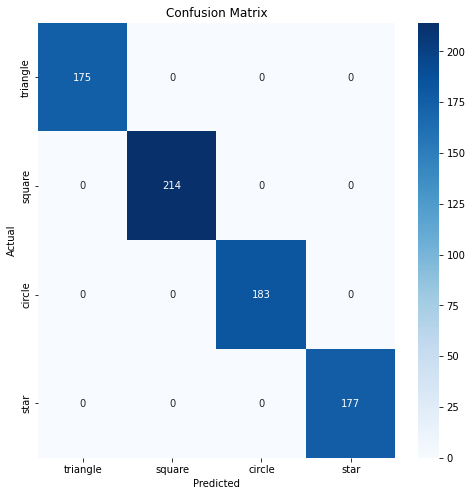 Confusion Matrix
triangle 175 0 0 0
square 0 214 0 0
circle 0 0 183 0
star 0 0 0 177
Actual
triangle square circle star
Predicted
200
175
150
125
100
75
50
25
0